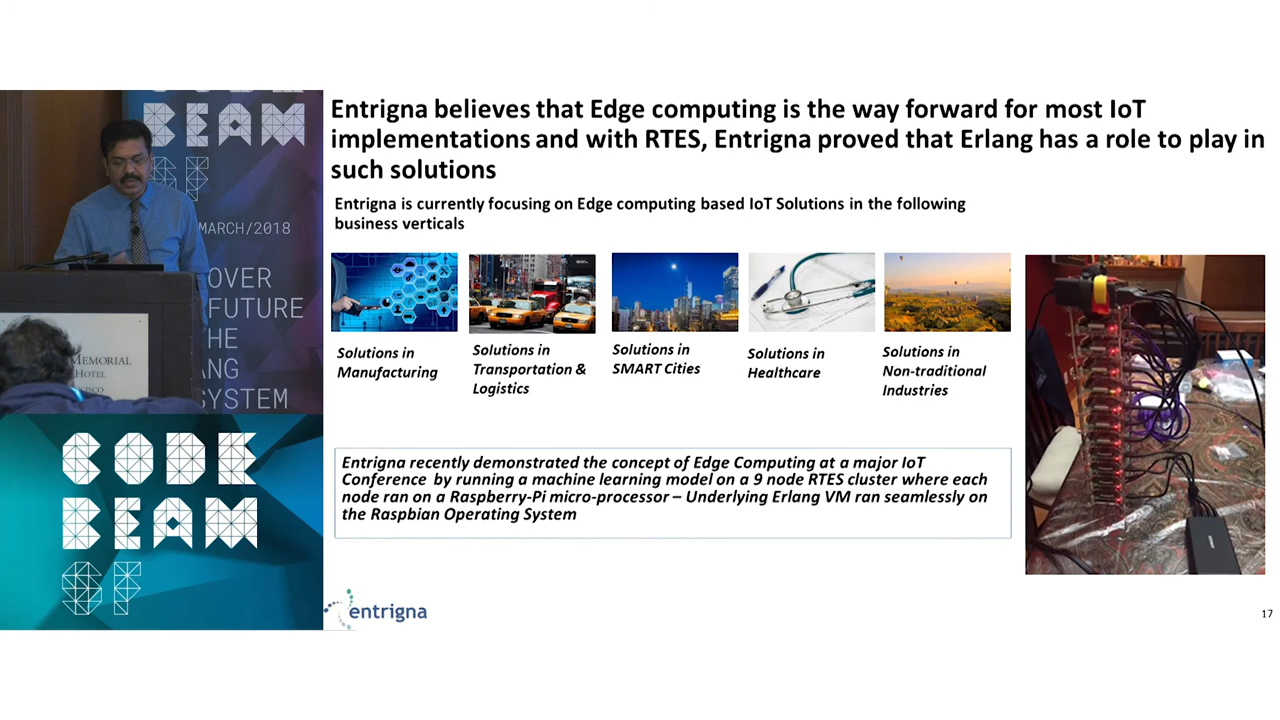 CODE
BEAM
SF
MARCH/2018
OVER
FUTURE
HE
ANG
SYSTEM
MEMORIAL
HOTEL
CISCO
CODE
BEAM
SF
Entrigna believes that Edge computing is the way forward for most IoT
implementations and with RTES, Entrigna proved that Erlang has a role to play in
such solutions
Entrigna is currently focusing on Edge computing based IoT Solutions in the following
business verticals
Solutions in
Manufacturing
Solutions in
Transportation &
Logistics
Solutions in
SMART Cities
Solutions in
Healthcare
Solutions in
Non-traditional
Industries
Entrigna recently demonstrated the concept of Edge Computing at a major IoT
Conference by running a machine learning model on a 9 node RTES cluster where each
node ran on a Raspberry-Pi micro-processor – Underlying Erlang VM ran seamlessly on
the Raspbian Operating System
entrigna
17